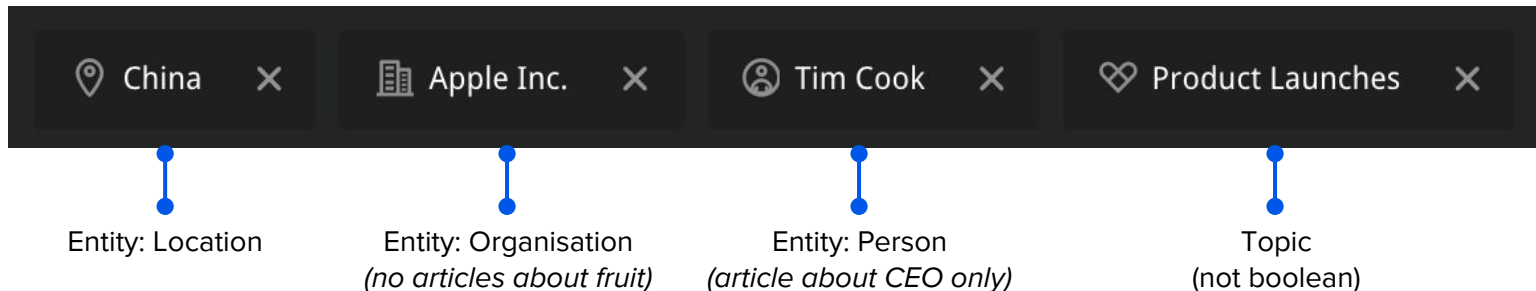 China
Apple Inc.
Tim Cook
Product Launches
Entity: Location
Entity: Organisation
(no articles about fruit)
Entity: Person
(article about CEO only)
Topic
(not boolean)